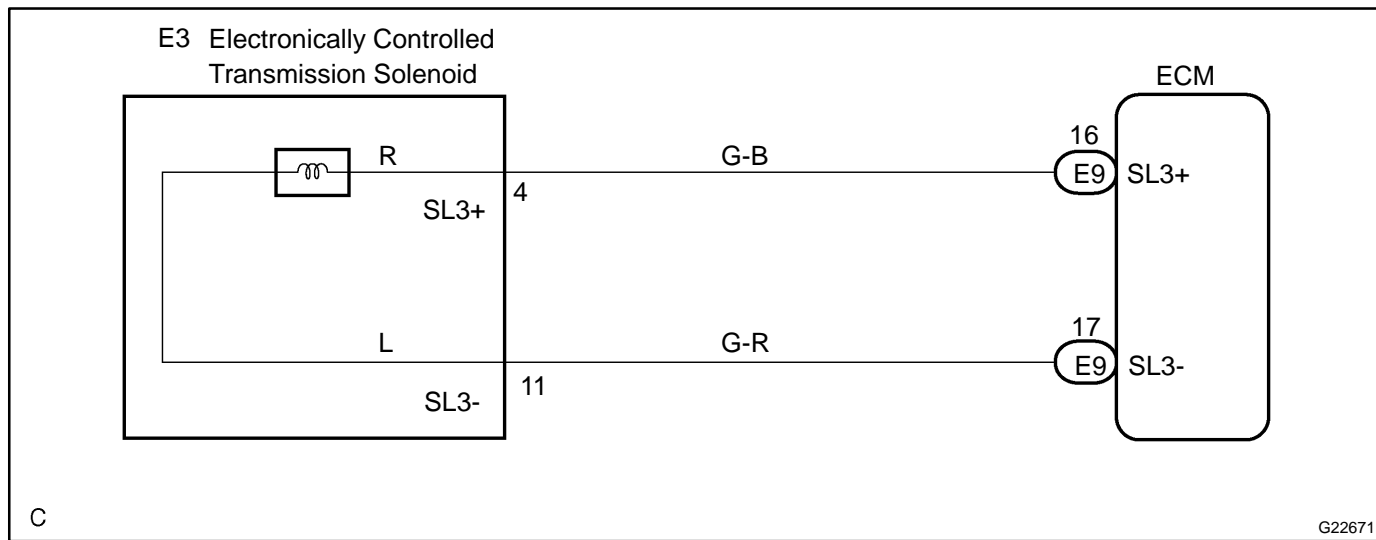 E3 Electronically Controlled
Transmission Solenoid
ECM
R
G-B
16
E9
SL3+
4
SL3+
L
G-R
17
E9
SL3-
11
SL3-
C
G22671